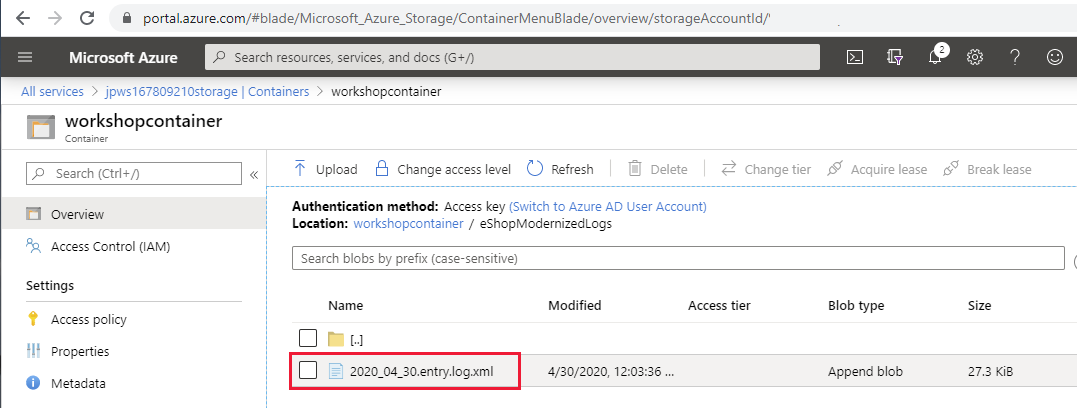 portal.azure.com/#blade/Microsoft_Azure_Storage/ContainerMenuBlade/overview/storageAccountId/'
Microsoft Azure
Search resources, services, and docs (G+/)
2
All services > jpws167809210storage | Containers > workshopcontainer
workshopcontainer
Container
Search (Ctrl+/)
«
Upload
Change access level
Refresh
Delete
Change tier
Acquire lease
Break lease
Overview
Access Control (IAM)
Settings
Access policy
Properties
Metadata
Authentication method: Access key (Switch to Azure AD User Account)
Location: workshopcontainer / eShopModernizedLogs
Search blobs by prefix (case-sensitive)
Name Modified Access tier Blob type Size
[..]
2020_04_30.entry.log.xml 4/30/2020, 12:03:36 ... Append blob 27.3 KiB